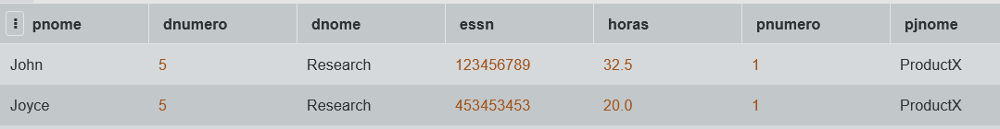 pnome dnumero dnome essn horas pnumero pjnome
John 5 Research 123456789 32.5 1 ProductX
Joyce 5 Research 453453453 20.0 1 ProductX